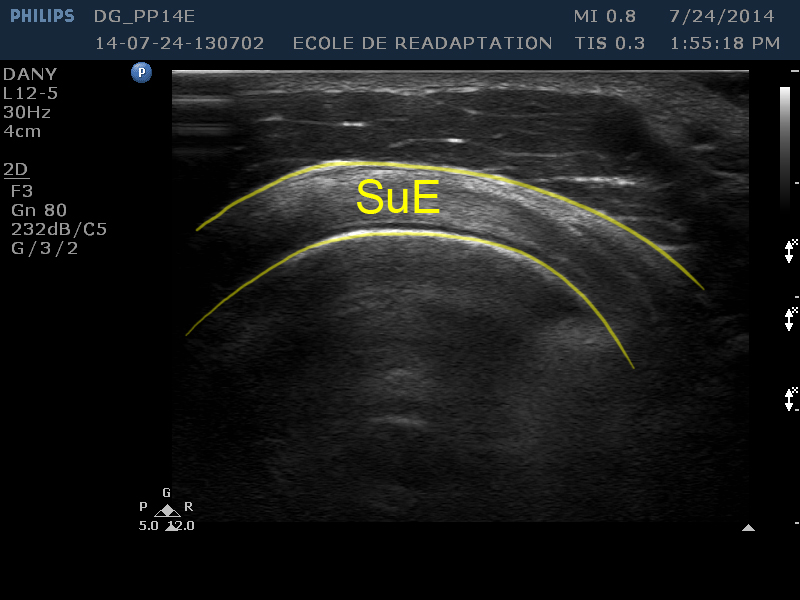 PHILIPS DG_PP14E MI 0.8 7/24/2014
14-07-24-130702 ECOLE DE READAPTATION TIS 0.3 1:55:18 PM
DANY
L12-5
30Hz
4cm
P
2D
F3
Gn 80
232dB/C5
G/3/2
SuE
G
P R
5.0 12.0